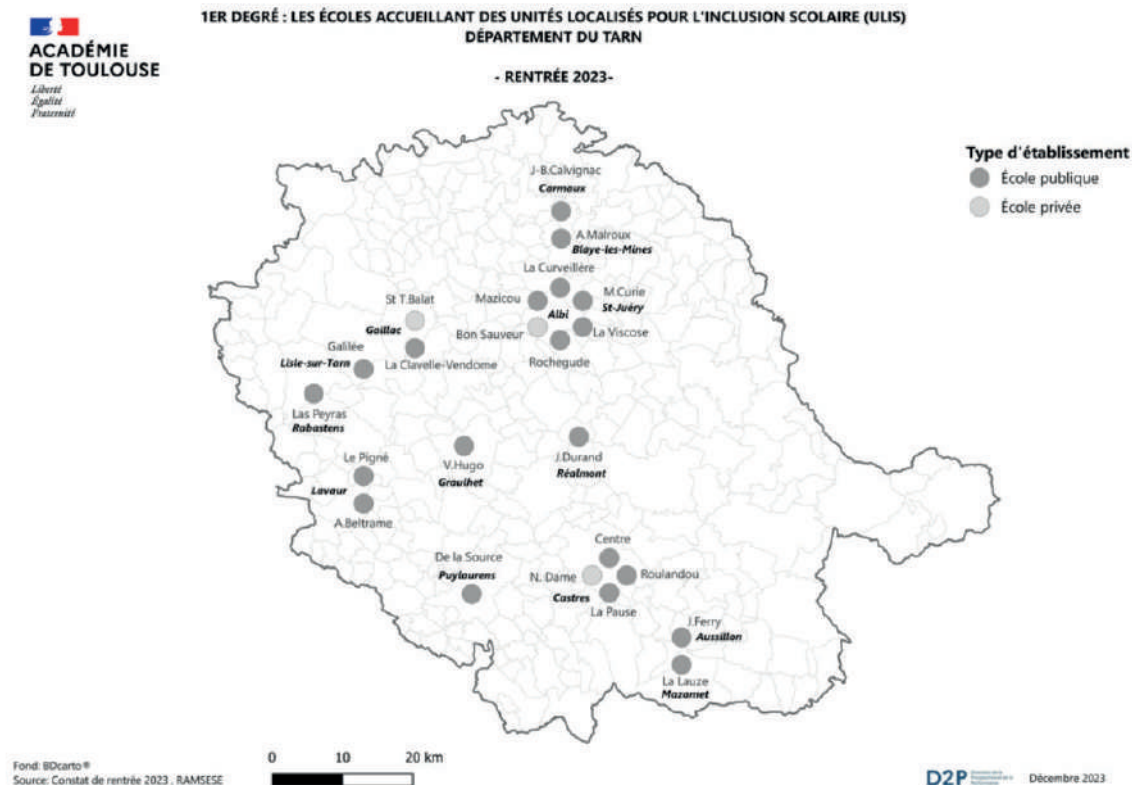 1ER DEGRÉ : LES ÉCOLES ACCUEILLANT DES UNITÉS LOCALISÉS POUR L'INCLUSION SCOLAIRE (ULIS)
DÉPARTEMENT DU TARN
- RENTRÉE 2023-
ACADÉMIE
DE TOULOUSE
Liberté
Égalité
Fraternité
Type d'établissement
École publique
École privée
J-B.Calvignac
Carmaux
A.Malroux
Blaye-les-Mines
La Curveillère
Mazicou
M.Curie
St-Juéry
Albi
Bon Sauveur
La Viscose
Rochegude
St T.Balat
Gaillac
La Clavelle-Vendome
Galilée
Lisle-sur-Tarn
Las Peyras
Rabastens
Le Pigné
Lavaur
A.Beltrame
V.Hugo
Graulhet
J.Durand
Réalmont
De la Source
Puylaurens
Centre
N. Dame
Roulandou
Castres
La Pause
J.Ferry
Aussillon
La Lauze
Mazamet
0 10 20 km
Fond: BDcarto®
Source: Constat de rentrée 2023 . RAMSESE
D2P
Décembre 2023